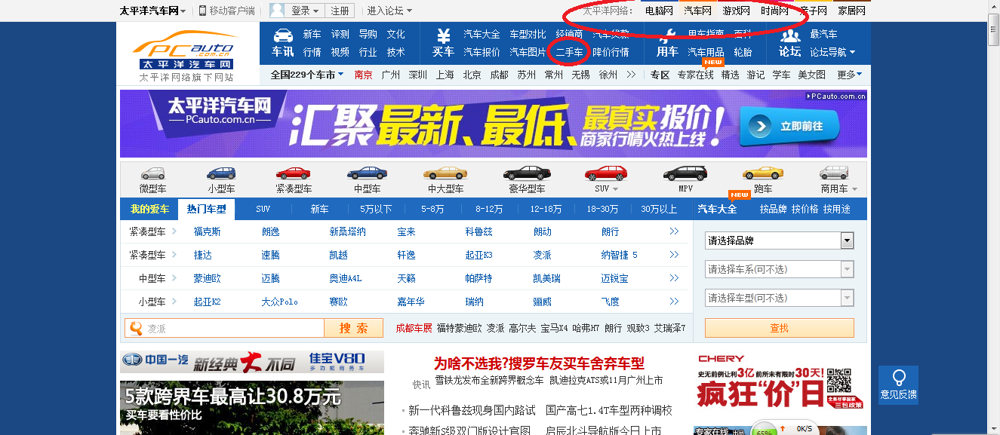 太平洋汽车网 移动客户端 登录 注册 进入论坛 太平洋网络： 电脑网 汽车网 游戏网 时尚网 亲子网 家居网
PCauto
.com.cn
太平洋汽车网
太平洋网络旗下网站
新车 评测 导购 文化 汽车大全 车型对比 经销商 汽车贷款 用车指南 百科 最汽车
车讯 行情 视频 行业 技术 买车 汽车报价 汽车图片 二手车 降价行情 用车 汽车用品 轮胎 论坛 论坛导航
NEW
全国229个车市 南京 广州 深圳 上海 北京 成都 苏州 常州 无锡 徐州 >> 专区 专家在线 精选 游记 学车 美女图 更多
PCauto.com.cn
太平洋汽车网
PCauto.com.cn
汇聚最新、最低、最真实报价！
商家行情火热上线！
立即前往
微型车 小型车 紧凑型车 中型车 中大型车 豪华型车 SUV MPV 跑车 商用车
NEW
我的爱车 热门车型 SUV 新车 5万以下 5-8万 8-12万 12-18万 18-30万 30万以上 汽车大全 按品牌 按价格 按用途
紧凑型车 福克斯 朗逸 新桑塔纳 宝来 科鲁兹 朗动 朗行 >>
请选择品牌
紧凑型车 捷达 速腾 凯越 轩逸 起亚K3 凌派 纳智捷 5 >>
请选择车系(可不选)
中型车 蒙迪欧 迈腾 奥迪A4L 天籁 帕萨特 凯美瑞 迈锐宝 >>
请选择车型(可不选)
小型车 起亚K2 大众Polo 赛欧 嘉年华 瑞纳 骊威 飞度 >>
凌派 搜 索 成都车展 福特蒙迪欧 凌派 高尔夫 宝马X4 哈弗H7 朗行 观致3 艾瑞泽7
查找
中国一汽 新经典 大不同 佳宝V80
多功能商务车
为啥不选我?搜罗车友买车舍弃车型
快讯 雪铁龙发布全新跨界概念车 凯迪拉克ATS或11月广州上市
CHERY
史无前例让利3亿 前所未有限时30天!
疯狂‘价’日
全系尽享国家
三包政策
意见反馈
5款跨界车最高让30.8万元
买车要看性价比
新一代科鲁兹现身国内路试 国产高七1.4T车型两种调校
奔驰新S级双门版设计官图 启辰北斗导航版今日上市
专家在线 65% 0K/S